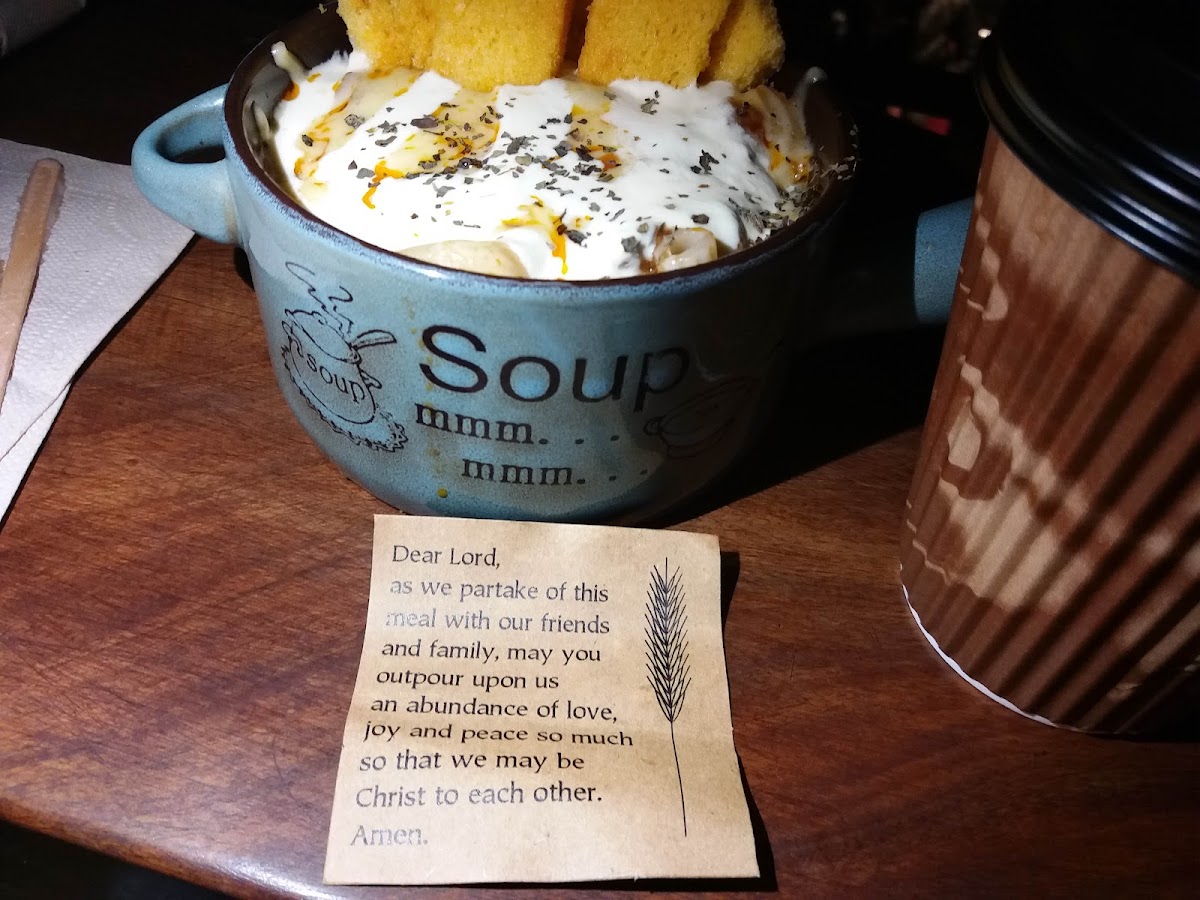 soup
Soup
mmm. . .
mmm. . .
Dear Lord,
as we partake of this
meal with our friends
and family, may you
outpour upon us
an abundance of love,
joy and peace so much
so that we may be
Christ to each other.
Amen.